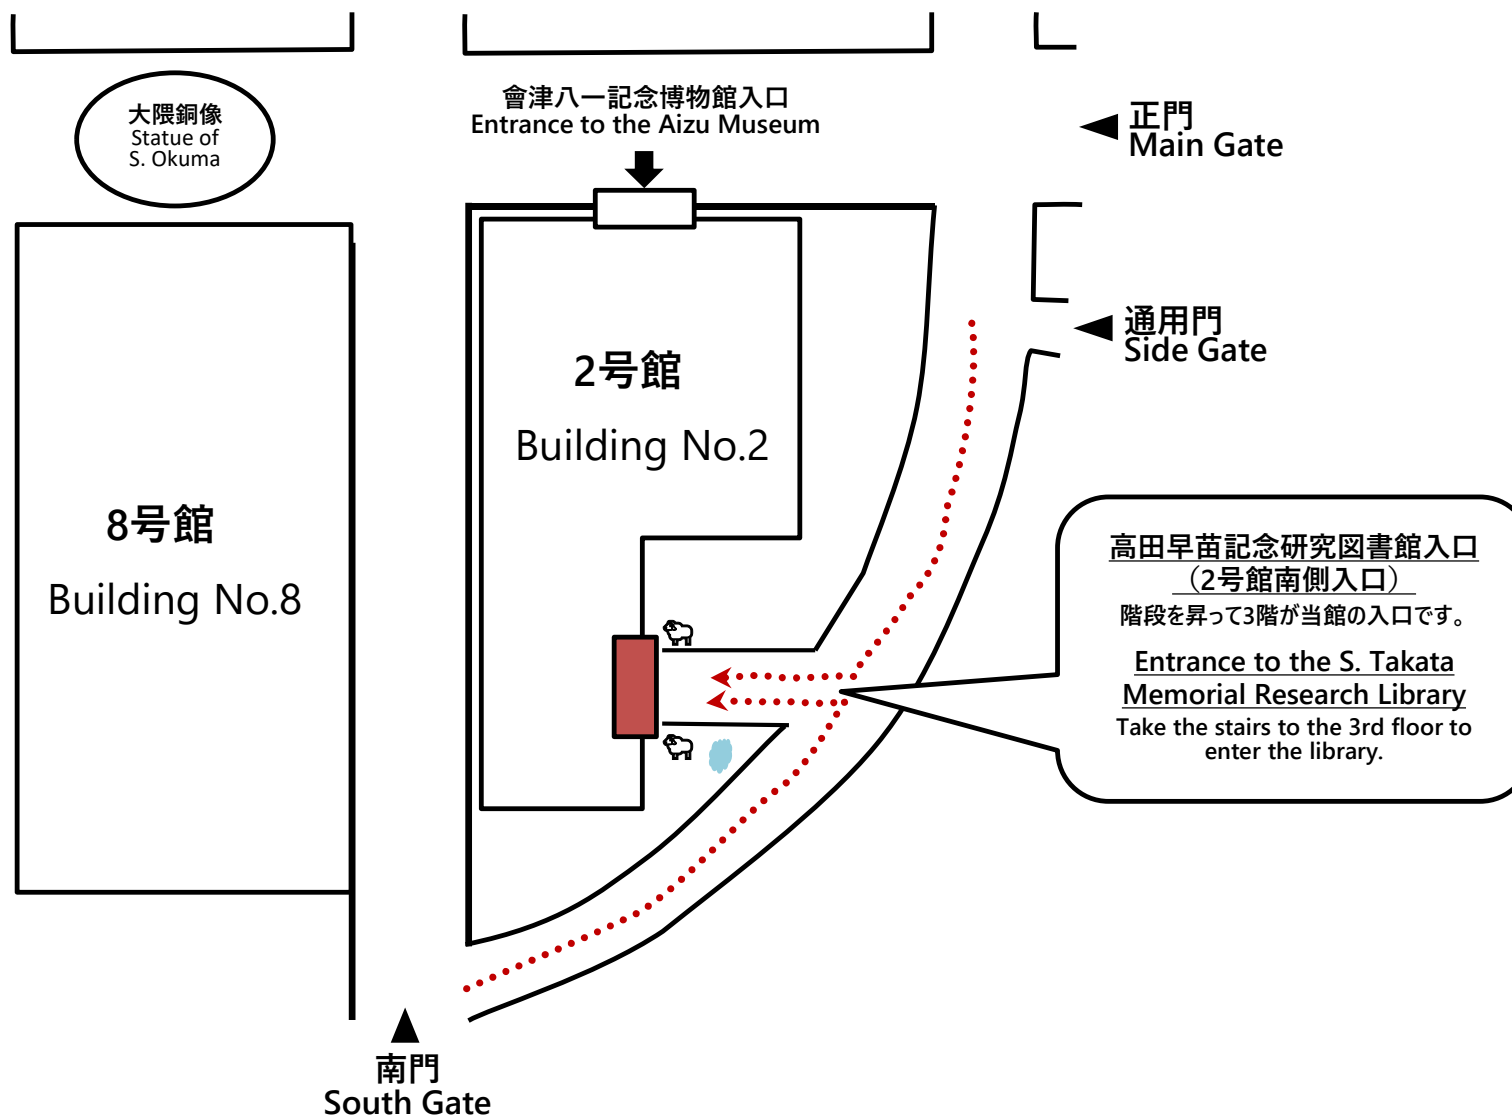 大隈銅像
Statue of
S. Okuma
會津八一記念博物館入口
Entrance to the Aizu Museum
正門
Main Gate
通用門
Side Gate
2号館
Building No.2
8号館
Building No.8
高田早苗記念研究図書館入口
（2号館南側入口）
階段を昇って3階が当館の入口です。
Entrance to the S. Takata
Memorial Research Library
Take the stairs to the 3rd floor to
enter the library.
南門
South Gate